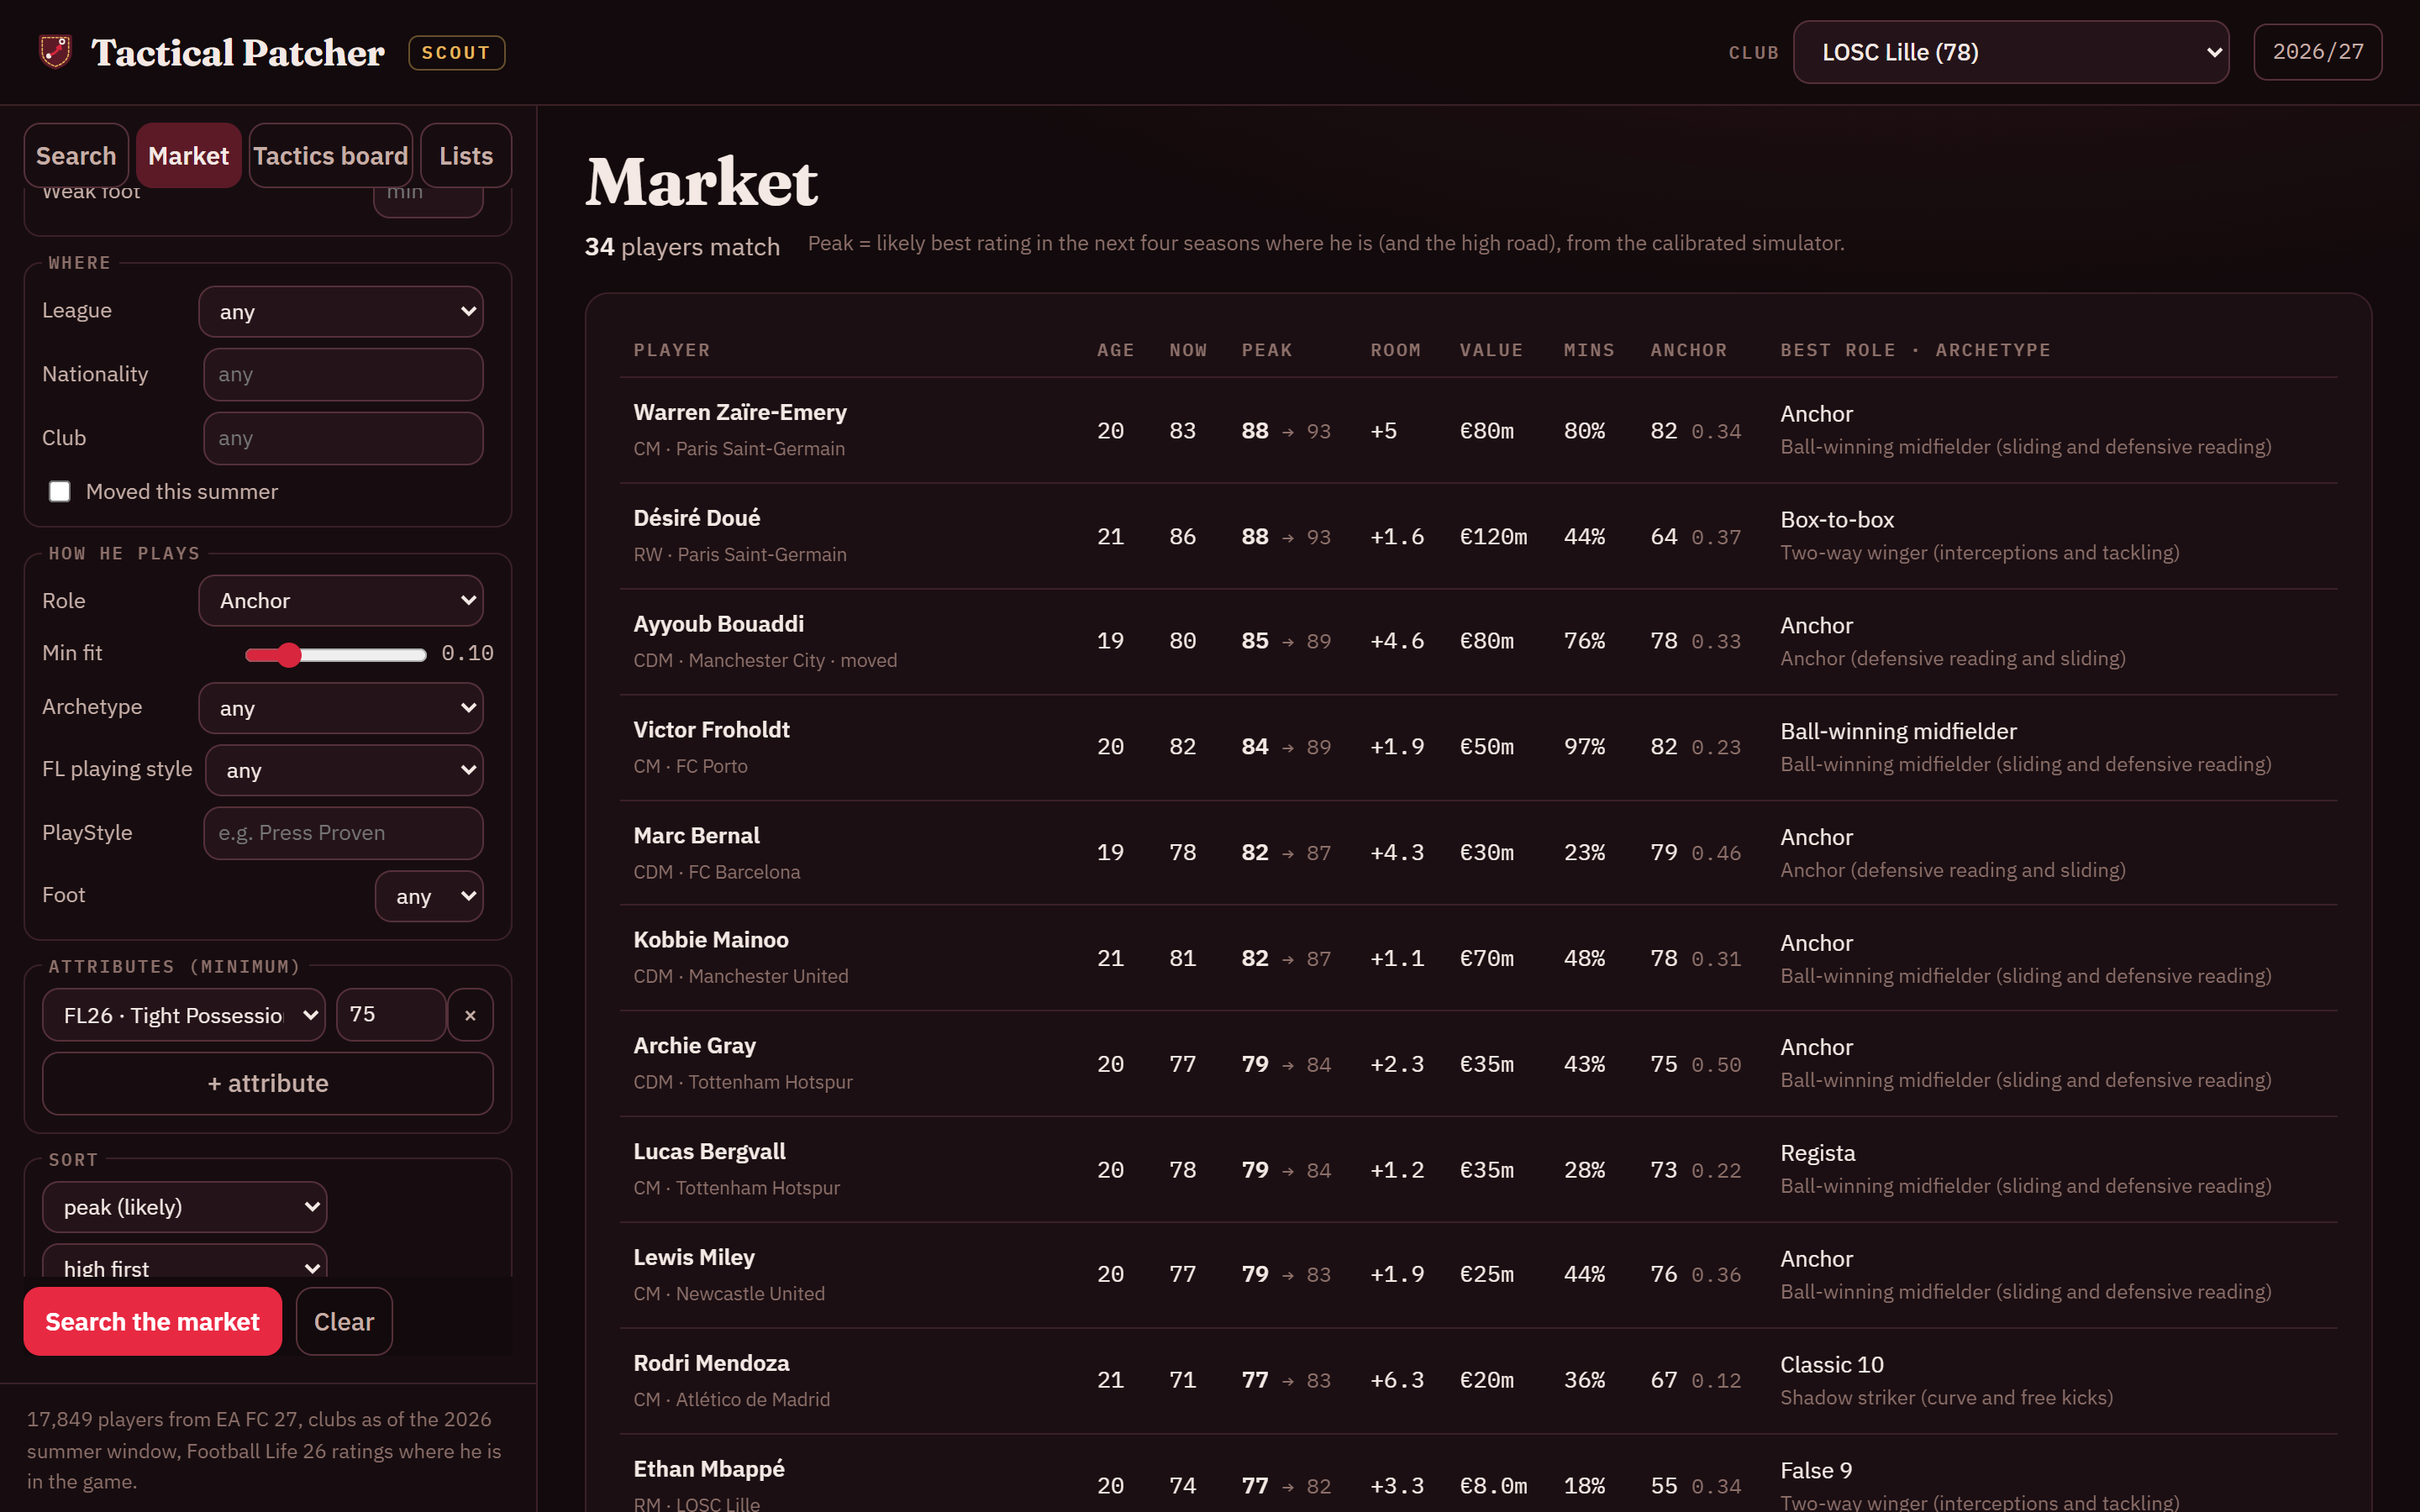 Tactical Patcher SCOUT CLUB LOSC Lille (78) 2026/27
Search Market Tactics board Lists
Weak foot min
WHERE
League any
Nationality any
Club any
Moved this summer
HOW HE PLAYS
Role Anchor
Min fit 0.10
Archetype any
FL playing style any
PlayStyle e.g. Press Proven
Foot any
ATTRIBUTES (MINIMUM)
FL26 · Tight Possession 75 ×
+ attribute
SORT
peak (likely)
high first
Search the market Clear
17,849 players from EA FC 27, clubs as of the 2026
summer window, Football Life 26 ratings where he is
in the game.
Market
34 players match Peak = likely best rating in the next four seasons where he is (and the high road), from the calibrated simulator.
PLAYER AGE NOW PEAK ROOM VALUE MINS ANCHOR BEST ROLE · ARCHETYPE
Warren Zaïre-Emery 20 83 88 → 93 +5 €80m 80% 82 0.34 Anchor
CM · Paris Saint-Germain Ball-winning midfielder (sliding and defensive reading)
Désiré Doué 21 86 88 → 93 +1.6 €120m 44% 64 0.37 Box-to-box
RW · Paris Saint-Germain Two-way winger (interceptions and tackling)
Ayyoub Bouaddi 19 80 85 → 89 +4.6 €80m 76% 78 0.33 Anchor
CDM · Manchester City · moved Anchor (defensive reading and sliding)
Victor Froholdt 20 82 84 → 89 +1.9 €50m 97% 82 0.23 Ball-winning midfielder
CM · FC Porto Ball-winning midfielder (sliding and defensive reading)
Marc Bernal 19 78 82 → 87 +4.3 €30m 23% 79 0.46 Anchor
CDM · FC Barcelona Anchor (defensive reading and sliding)
Kobbie Mainoo 21 81 82 → 87 +1.1 €70m 48% 78 0.31 Anchor
CDM · Manchester United Ball-winning midfielder (sliding and defensive reading)
Archie Gray 20 77 79 → 84 +2.3 €35m 43% 75 0.50 Anchor
CDM · Tottenham Hotspur Ball-winning midfielder (sliding and defensive reading)
Lucas Bergvall 20 78 79 → 84 +1.2 €35m 28% 73 0.22 Regista
CM · Tottenham Hotspur Ball-winning midfielder (sliding and defensive reading)
Lewis Miley 20 77 79 → 83 +1.9 €25m 44% 76 0.36 Anchor
CM · Newcastle United Ball-winning midfielder (sliding and defensive reading)
Rodri Mendoza 21 71 77 → 83 +6.3 €20m 36% 67 0.12 Classic 10
CM · Atlético de Madrid Shadow striker (curve and free kicks)
Ethan Mbappé 20 74 77 → 82 +3.3 €8.0m 18% 55 0.34 False 9
RM · LOSC Lille Two-way winger (interceptions and tackling)